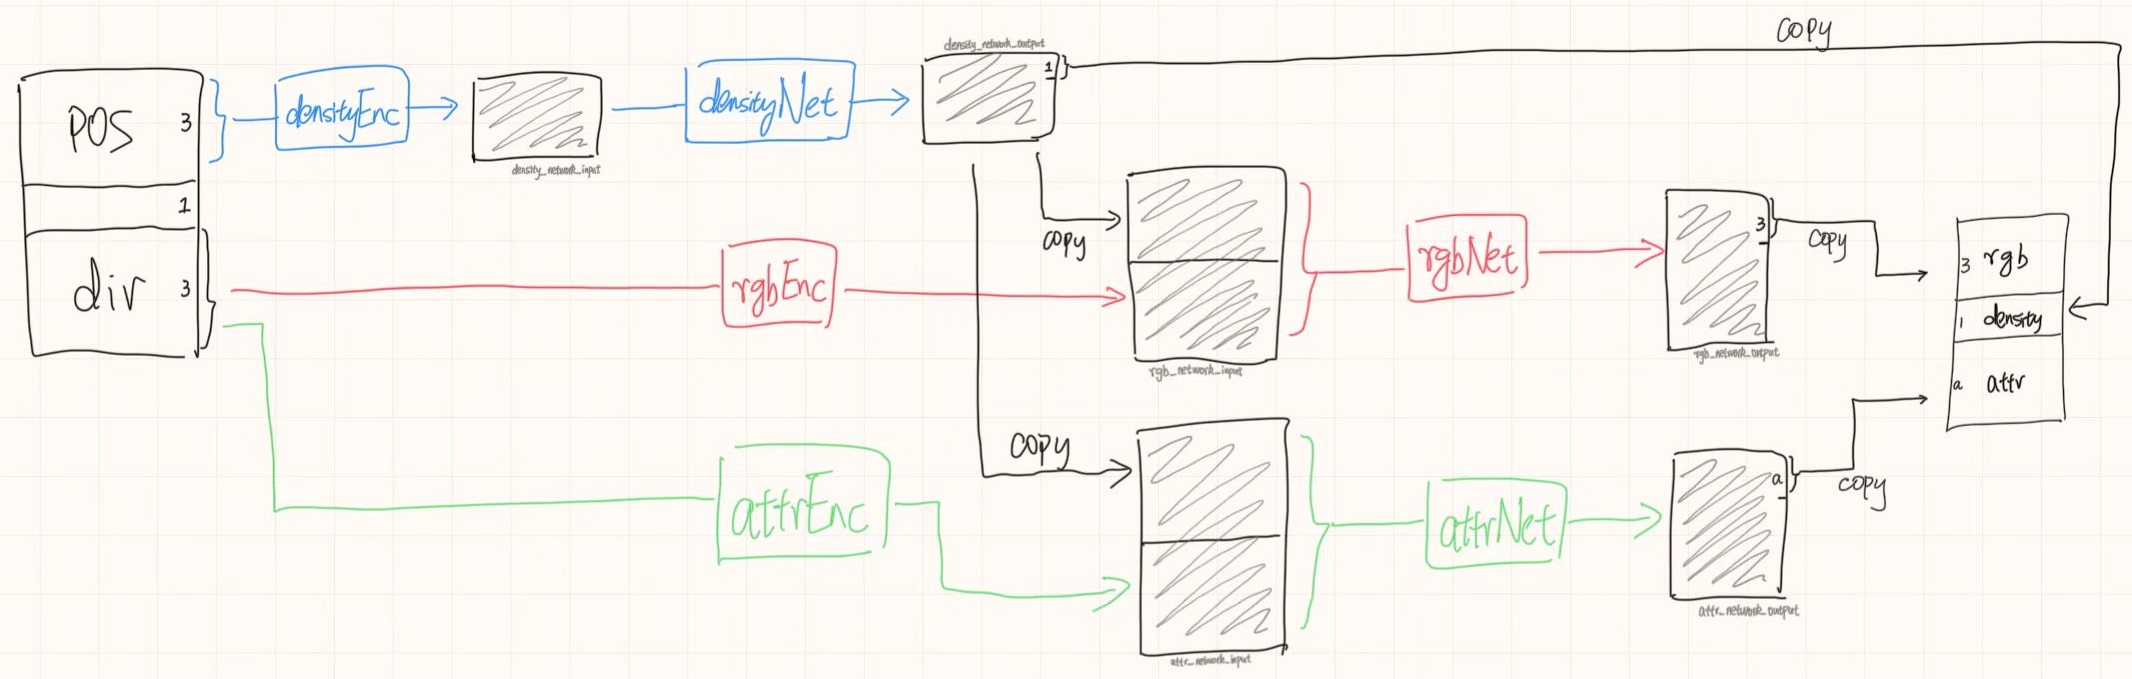 POS 3
1
dir 3
densityEnc
density_network_input
densityNet
density_network_output
1
copy
copy
copy
rgbEnc
rgb_network_input
rgbNet
3
rgb_network_output
copy
attrEnc
attr_network_input
attrNet
a
attr_network_output
copy
3 rgb
1 density
a attr